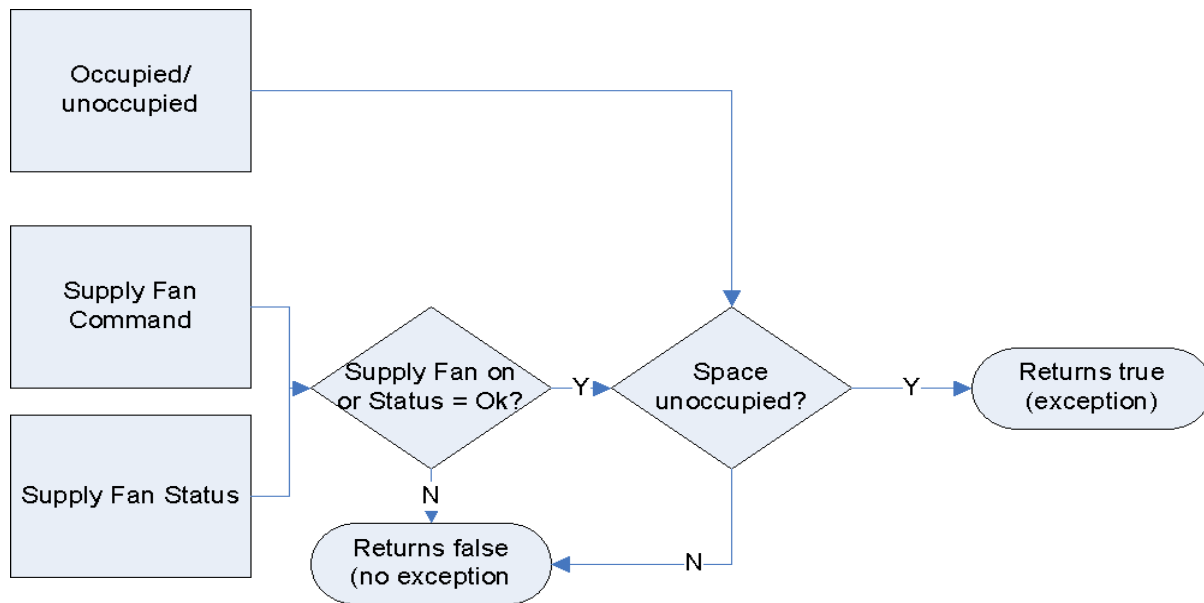 Occupied/
unoccupied
Supply Fan
Command
Supply Fan on
or Status = Ok?
Y
Space
unoccupied?
Y
Returns true
(exception)
Supply Fan Status
N
Returns false
(no exception
N